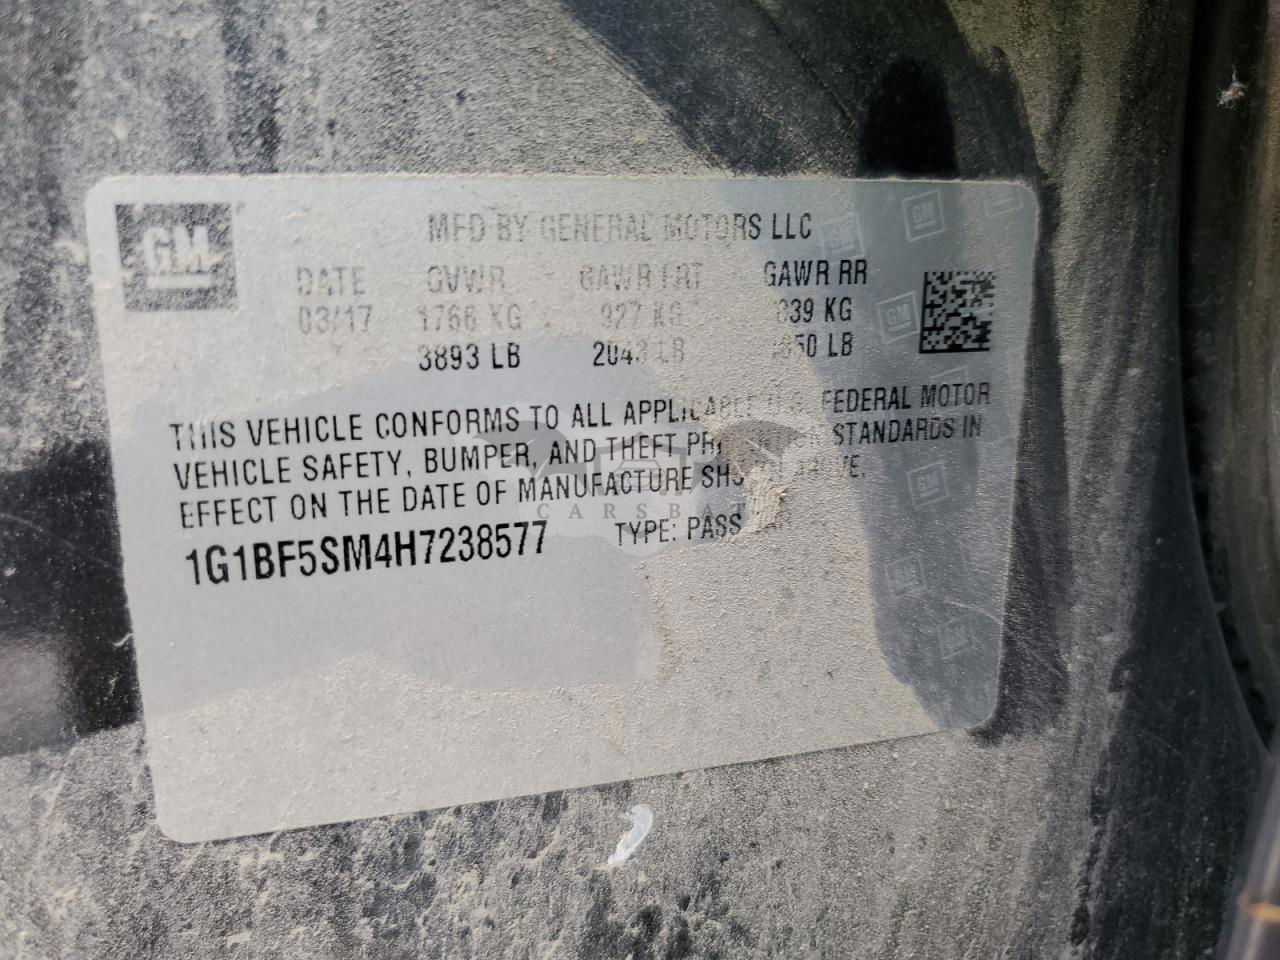 GM
MFD BY GENERAL MOTORS LLC
DATE GVWR GAWR FRT GAWR RR
03/17 1766 KG 927 KG 839 KG
3893 LB 2043 LB 1850 LB
THIS VEHICLE CONFORMS TO ALL APPLICABLE U.S. FEDERAL MOTOR
VEHICLE SAFETY, BUMPER, AND THEFT PREVENTION STANDARDS IN
EFFECT ON THE DATE OF MANUFACTURE SHOWN ABOVE.
1G1BF5SM4H7238577 TYPE: PASS
CARSBAT